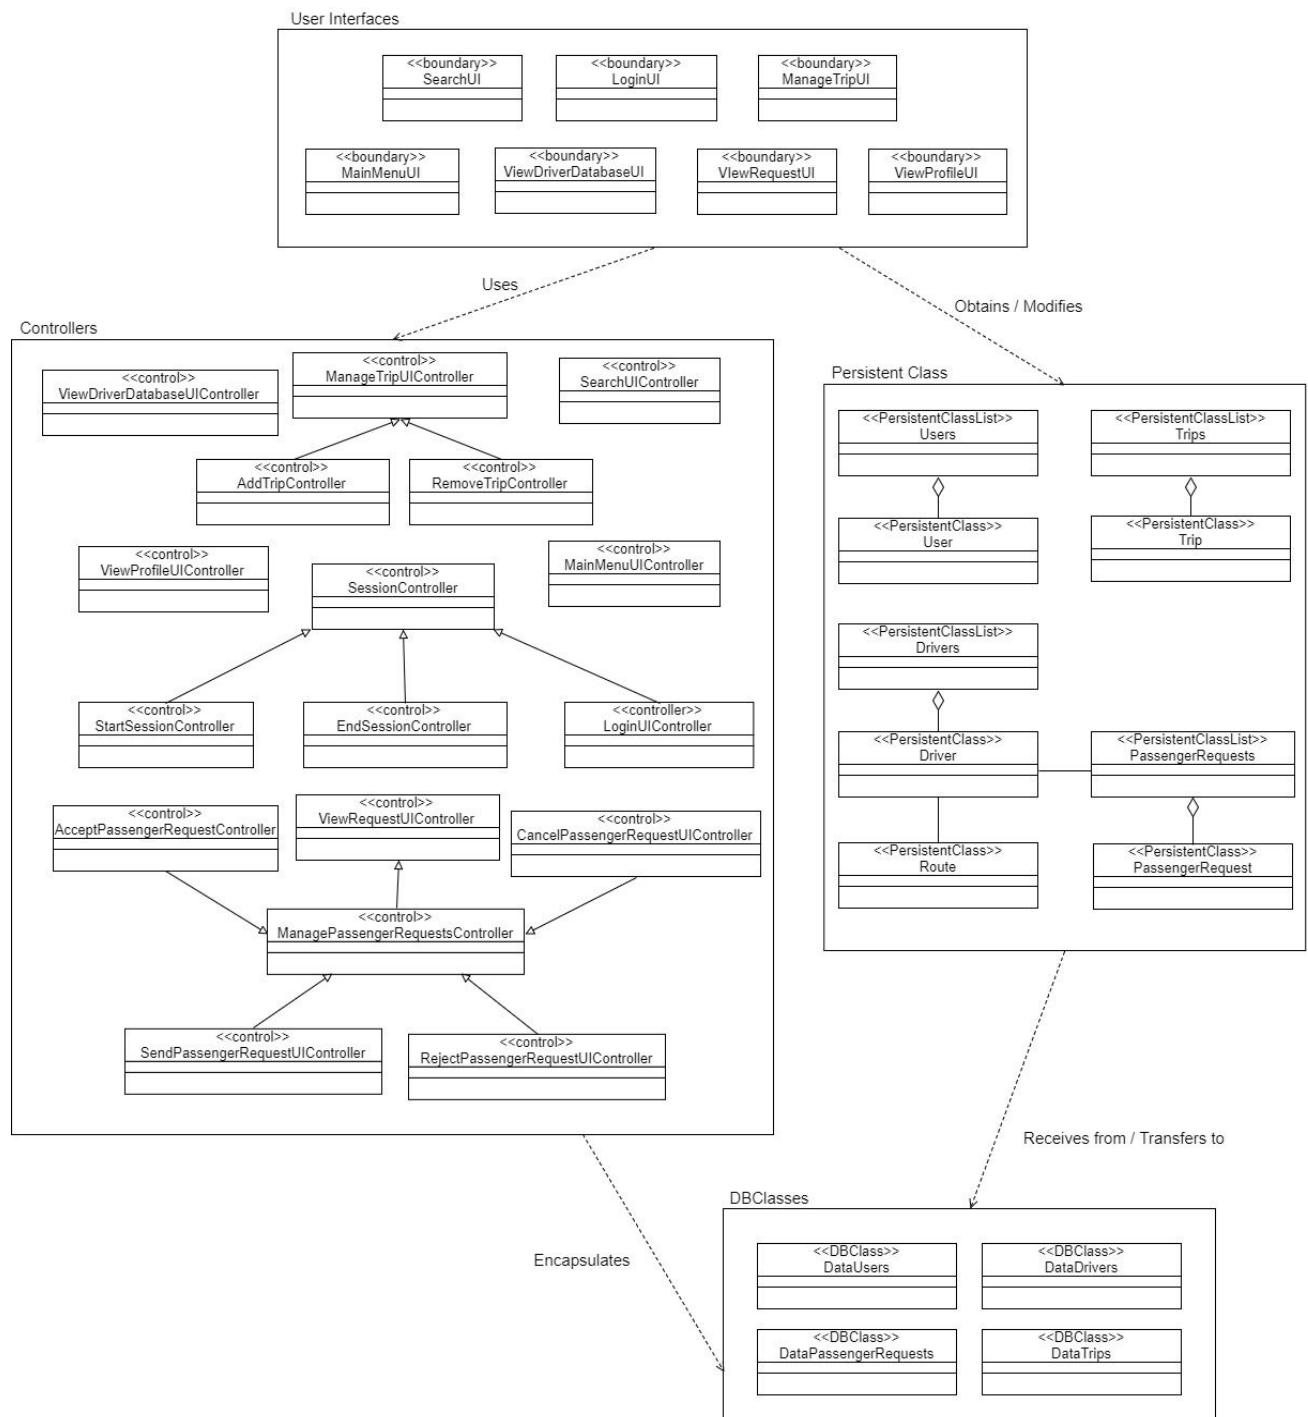 User Interfaces
<<boundary>>
SearchUI
<<boundary>>
LoginUI
<<boundary>>
ManageTripUI
<<boundary>>
MainMenuUI
<<boundary>>
ViewDriverDatabaseUI
<<boundary>>
VIewRequestUI
<<boundary>>
ViewProfileUI
Uses
Obtains / Modifies
Controllers
<<control>>
ViewDriverDatabaseUIController
<<control>>
ManageTripUIController
<<control>>
SearchUIController
<<control>>
AddTripController
<<control>>
RemoveTripController
<<control>>
ViewProfileUIController
<<control>>
SessionController
<<control>>
MainMenuUIController
<<control>>
StartSessionController
<<control>>
EndSessionController
<<controller>>
LoginUIController
<<control>>
AcceptPassengerRequestController
<<control>>
ViewRequestUIController
<<control>>
CancelPassengerRequestUIController
<<control>>
ManagePassengerRequestsController
<<control>>
SendPassengerRequestUIController
<<control>>
RejectPassengerRequestUIController
Persistent Class
<<PersistentClassList>>
Users
<<PersistentClassList>>
Trips
<<PersistentClass>>
User
<<PersistentClass>>
Trip
<<PersistentClassList>>
Drivers
<<PersistentClass>>
Driver
<<PersistentClassList>>
PassengerRequests
<<PersistentClass>>
Route
<<PersistentClass>>
PassengerRequest
Receives from / Transfers to
Encapsulates
DBClasses
<<DBClass>>
DataUsers
<<DBClass>>
DataDrivers
<<DBClass>>
DataPassengerRequests
<<DBClass>>
DataTrips